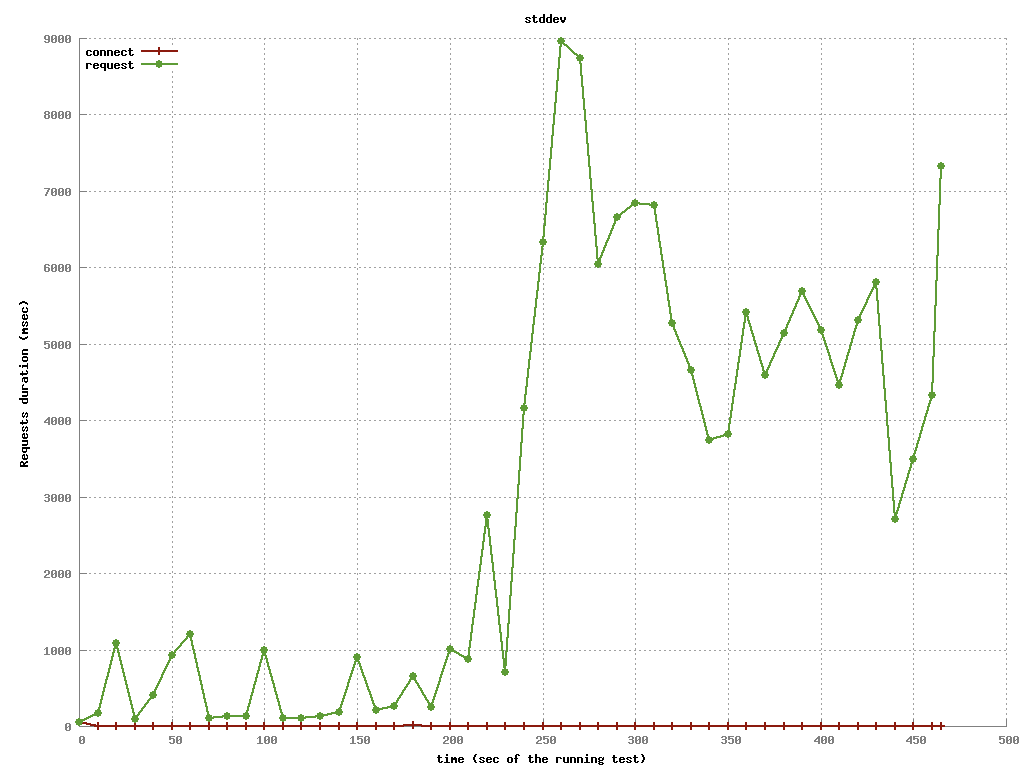 stddev
connect
request
9000
8000
7000
6000
5000
4000
3000
2000
1000
0
Requests duration (msec)
0 50 100 150 200 250 300 350 400 450 500
time (sec of the running test)